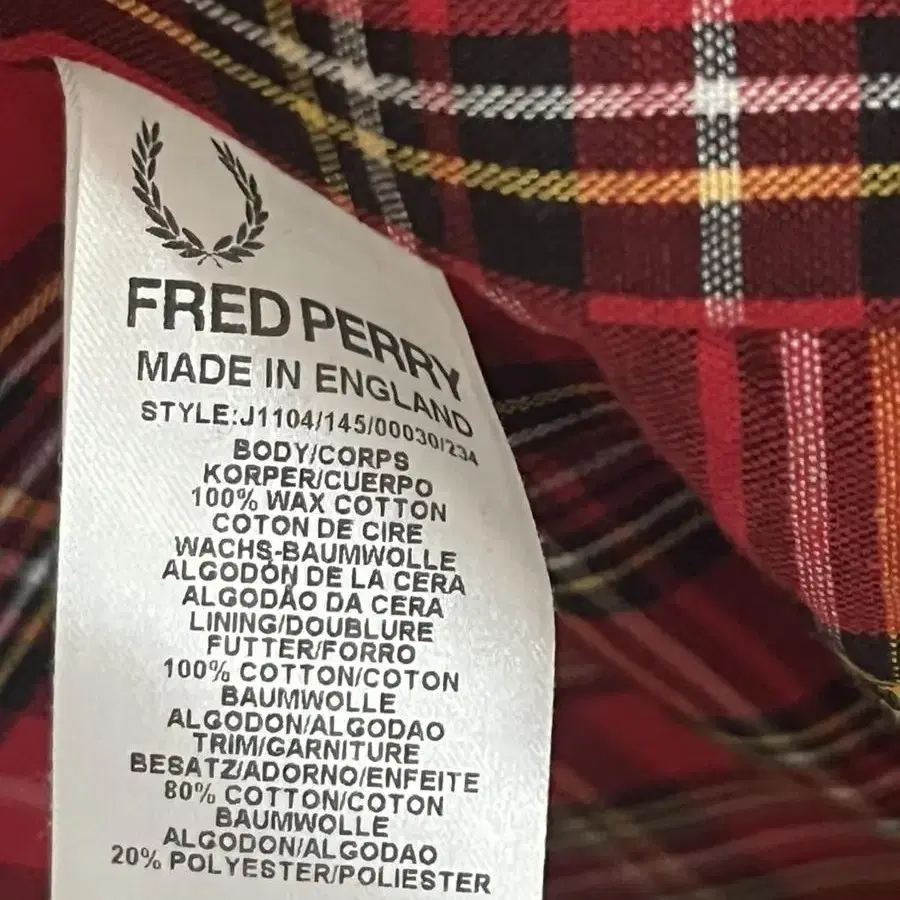 FRED PERRY
MADE IN ENGLAND
STYLE:J1104/145/00030/234
BODY/CORPS
KORPER/CUERPO
100% WAX COTTON
COTON DE CIRE
WACHS-BAUMWOLLE
ALGODÓN DE LA CERA
ALGODÃO DA CERA
LINING/DOUBLURE
FUTTER/FORRO
100% COTTON/COTON
BAUMWOLLE
ALGODON/ALGODAO
TRIM/GARNITURE
BESATZ/ADORNO/ENFEITE
80% COTTON/COTON
BAUMWOLLE
ALGODON/ALGODAO
20% POLYESTER/POLIESTER